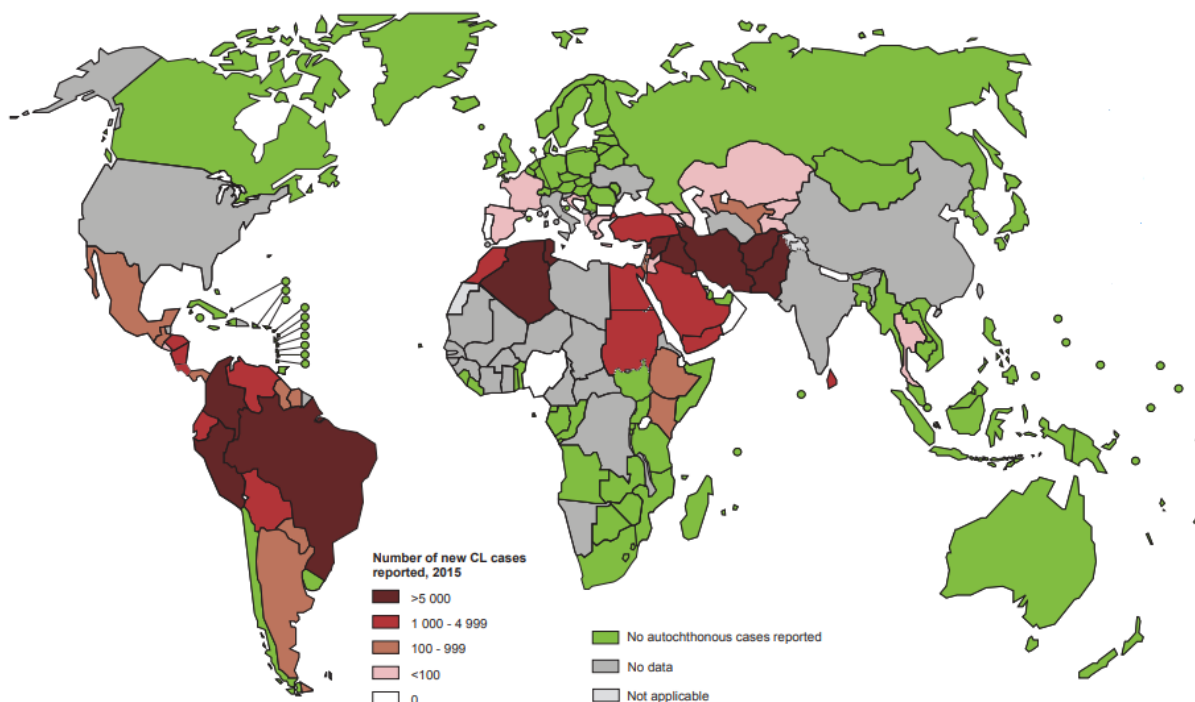 Number of new CL cases
reported, 2015
>5 000
1 000 - 4 999
100 - 999
<100
0
No autochthonous cases reported
No data
Not applicable